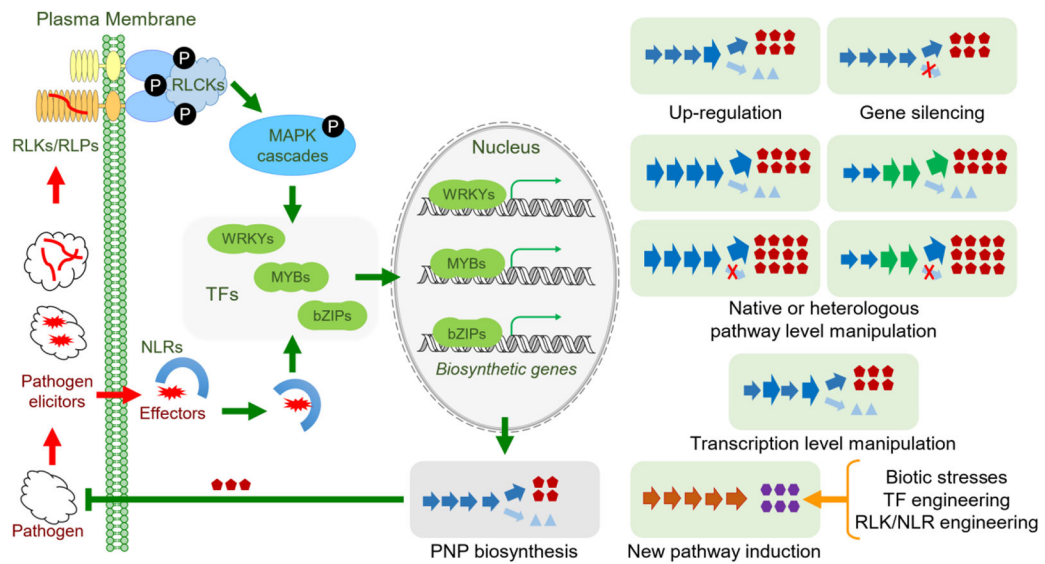 Plasma Membrane
P
P
RLCKs
P
RLKs/RLPs
P
MAPK
cascades
Nucleus
WRKYs
WRKYs
MYBs
MYBs
TFs
bZIPs
bZIPs
Biosynthetic genes
NLRs
Pathogen
elicitors
Effectors
Pathogen
PNP biosynthesis
Up-regulation
Gene silencing
Native or heterologous
pathway level manipulation
Transcription level manipulation
Biotic stresses
TF engineering
RLK/NLR engineering
New pathway induction